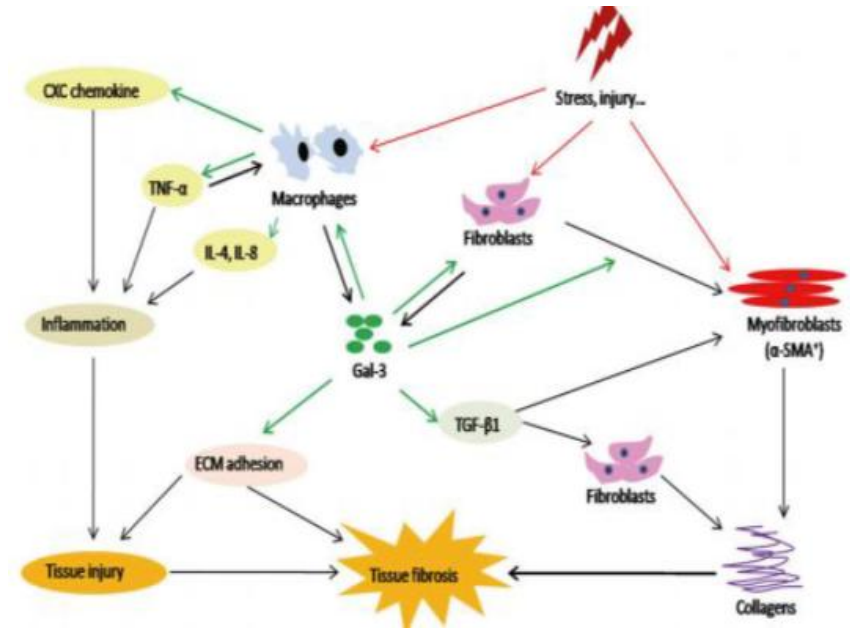 CXC chemokine
Stress, injury...
TNF-α
Macrophages
Fibroblasts
IL-4, IL-8
Inflammation
Myofibroblasts
(α-SMA⁺)
Gal-3
TGF-β1
ECM adhesion
Fibroblasts
Tissue injury
Tissue fibrosis
Collagens